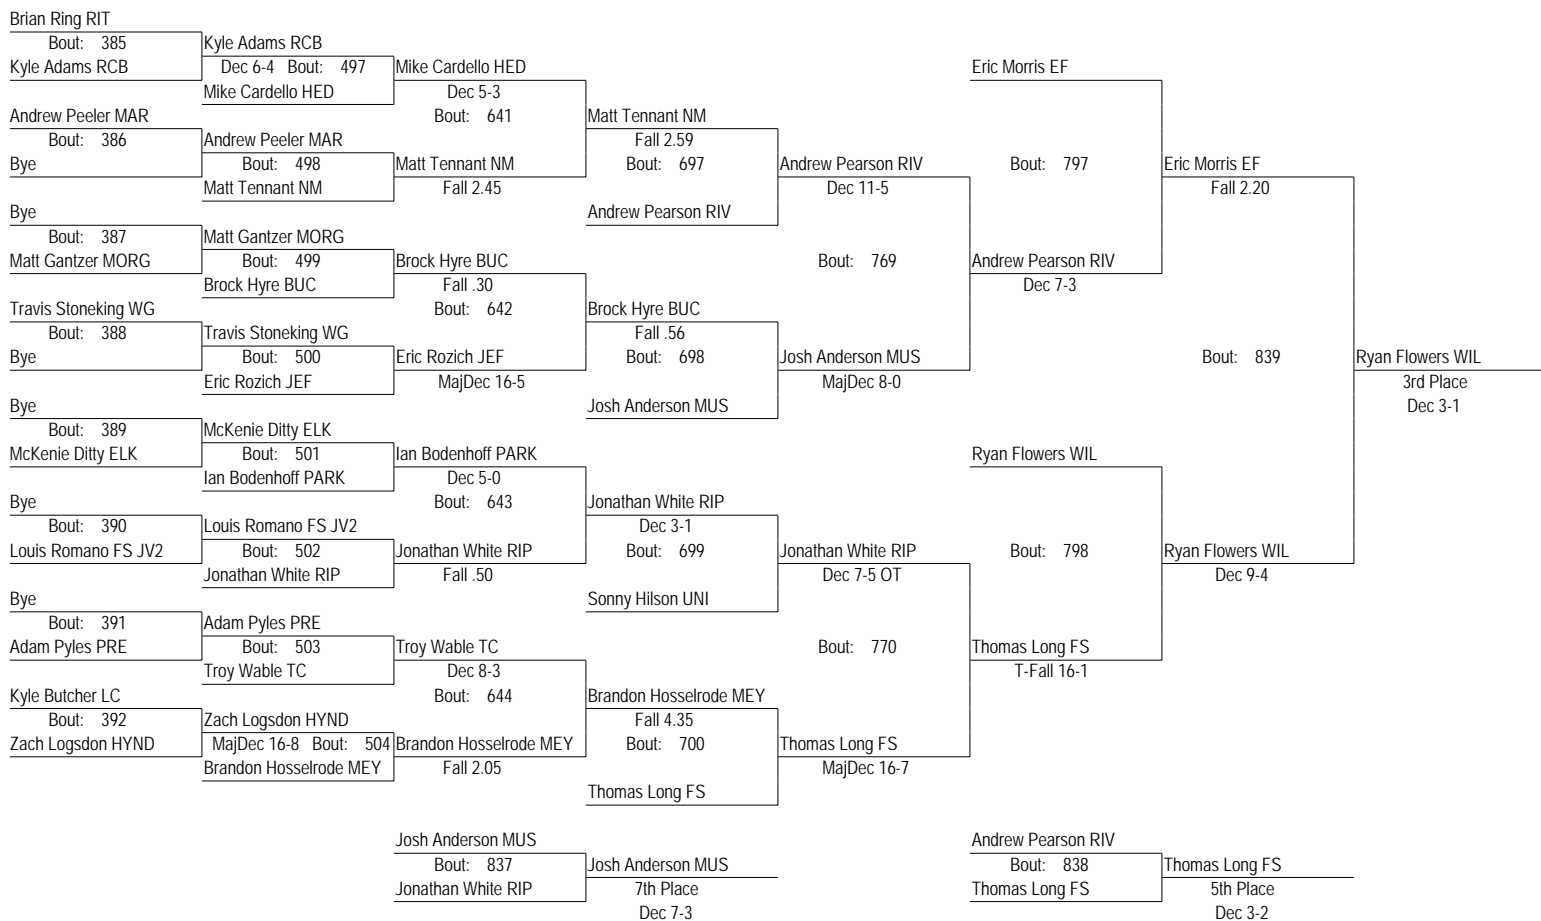 Brian Ring RIT
Bout: 385 Kyle Adams RCB
Kyle Adams RCB Dec 6-4 Bout: 497 Mike Cardello HED Eric Morris EF
Mike Cardello HED Dec 5-3
Andrew Peeler MAR Bout: 641 Matt Tennant NM
Bout: 386 Andrew Peeler MAR Fall 2.59
Bye Bout: 498 Matt Tennant NM Bout: 697 Andrew Pearson RIV Bout: 797 Eric Morris EF
Matt Tennant NM Fall 2.45 Dec 11-5 Fall 2.20
Bye Andrew Pearson RIV
Bout: 387 Matt Gantzer MORG
Matt Gantzer MORG Bout: 499 Brock Hyre BUC Bout: 769 Andrew Pearson RIV
Brock Hyre BUC Fall .30 Dec 7-3
Travis Stoneking WG Bout: 642 Brock Hyre BUC
Bout: 388 Travis Stoneking WG Fall .56
Bye Bout: 500 Eric Rozich JEF Bout: 698 Josh Anderson MUS Bout: 839 Ryan Flowers WIL
Eric Rozich JEF MajDec 16-5 MajDec 8-0 3rd Place
Bye Josh Anderson MUS Dec 3-1
Bout: 389 McKenie Ditty ELK
McKenie Ditty ELK Bout: 501 Ian Bodenhoff PARK Ryan Flowers WIL
Ian Bodenhoff PARK Dec 5-0
Bye Bout: 643 Jonathan White RIP
Bout: 390 Louis Romano FS JV2 Dec 3-1
Louis Romano FS JV2 Bout: 502 Jonathan White RIP Bout: 699 Jonathan White RIP Bout: 798 Ryan Flowers WIL
Jonathan White RIP Fall .50 Dec 7-5 OT Dec 9-4
Bye Sonny Hilson UNI
Bout: 391 Adam Pyles PRE
Adam Pyles PRE Bout: 503 Troy Wable TC Bout: 770 Thomas Long FS
Troy Wable TC Dec 8-3 T-Fall 16-1
Kyle Butcher LC Bout: 644 Brandon Hosselrode MEY
Bout: 392 Zach Logsdon HYND Fall 4.35
Zach Logsdon HYND MajDec 16-8 Bout: 504 Brandon Hosselrode MEY Bout: 700 Thomas Long FS
Brandon Hosselrode MEY Fall 2.05 MajDec 16-7
Thomas Long FS
Josh Anderson MUS Andrew Pearson RIV
Bout: 837 Josh Anderson MUS Bout: 838 Thomas Long FS
Jonathan White RIP 7th Place Thomas Long FS 5th Place
Dec 7-3 Dec 3-2